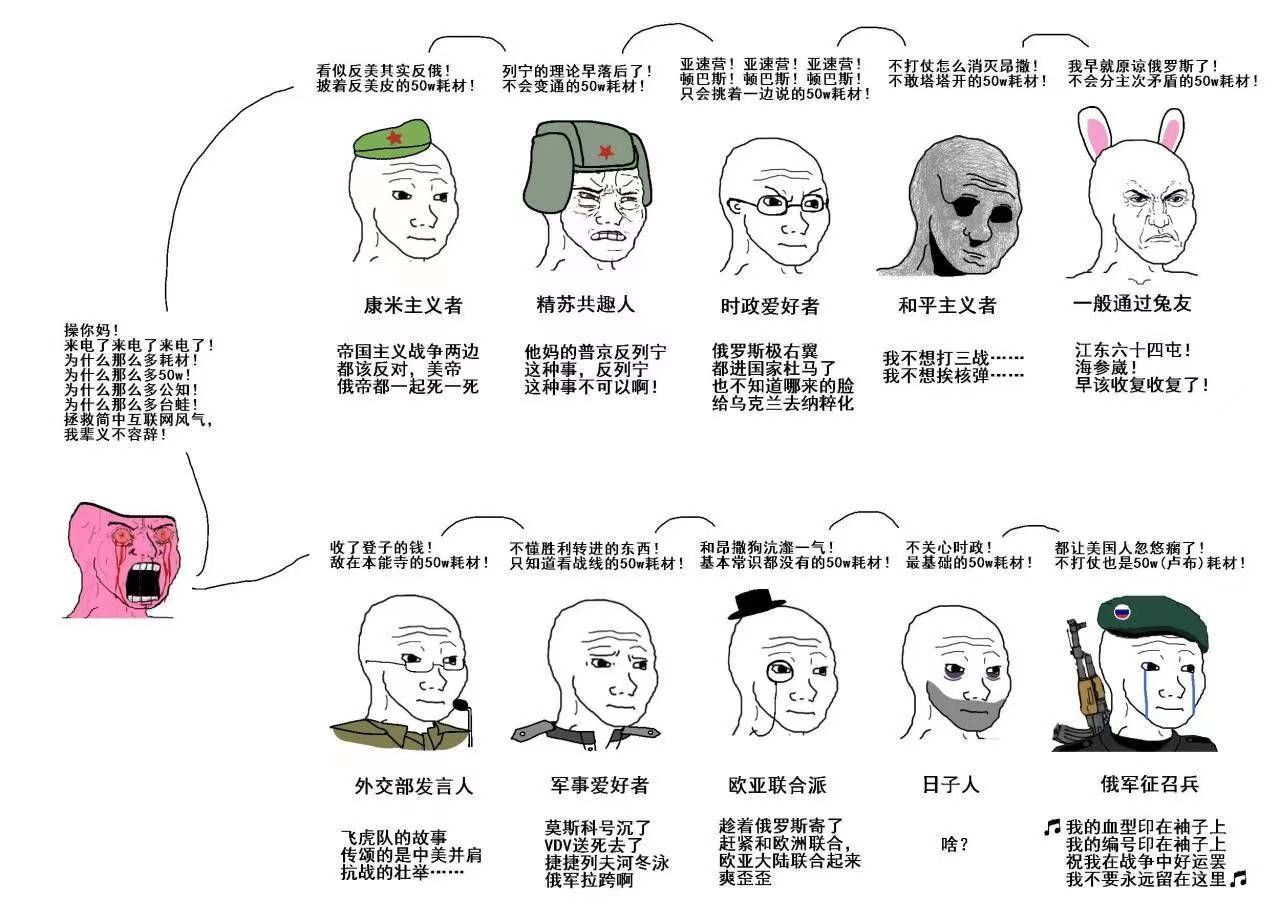 看似反美其实反俄！
披着反美皮的50w耗材！
列宁的理论早落后了！
不会变通的50w耗材！
亚速营！亚速营！亚速营！
顿巴斯！顿巴斯！顿巴斯！
只会挑着一边说的50w耗材！
不打仗怎么消灭昂撒！
不敢塔塔开的50w耗材！
我早就原谅俄罗斯了！
不会分主次矛盾的50w耗材！
康米主义者
精苏共趣人
时政爱好者
和平主义者
一般通过兔友
帝国主义战争两边
都该反对，美帝
俄帝都一起死一死
他妈的普京反列宁
这种事，反列宁
这种事不可以啊！
俄罗斯极右翼
都进国家杜马了
也不知道哪来的脸
给乌克兰去纳粹化
我不想打三战……
我不想挨核弹……
江东六十四屯！
海参崴！
早该收复收复了！
操你妈！
来电了来电了来电了！
为什么那么多耗材！
为什么那么多50w！
为什么那么多公知！
为什么那么多台蛙！
拯救简中互联网风气，
我辈义不容辞！
收了登子的钱！
敌在本能寺的50w耗材！
不懂胜利转进的东西！
只知道看战线的50w耗材！
和昂撒狗沆瀣一气！
基本常识都没有的50w耗材！
不关心时政！
最基础的50w耗材！
都让美国人忽悠瘸了！
不打仗也是50w(卢布)耗材！
外交部发言人
军事爱好者
欧亚联合派
日子人
俄军征召兵
飞虎队的故事
传颂的是中美并肩
抗战的壮举……
莫斯科号沉了
VDV送死去了
捷捷列夫河冬泳
俄军拉跨啊
趁着俄罗斯寄了
赶紧和欧洲联合，
欧亚大陆联合起来
爽歪歪
啥？
🎵我的血型印在袖子上
我的编号印在袖子上
祝我在战争中好运罢
我不要永远留在这里🎵